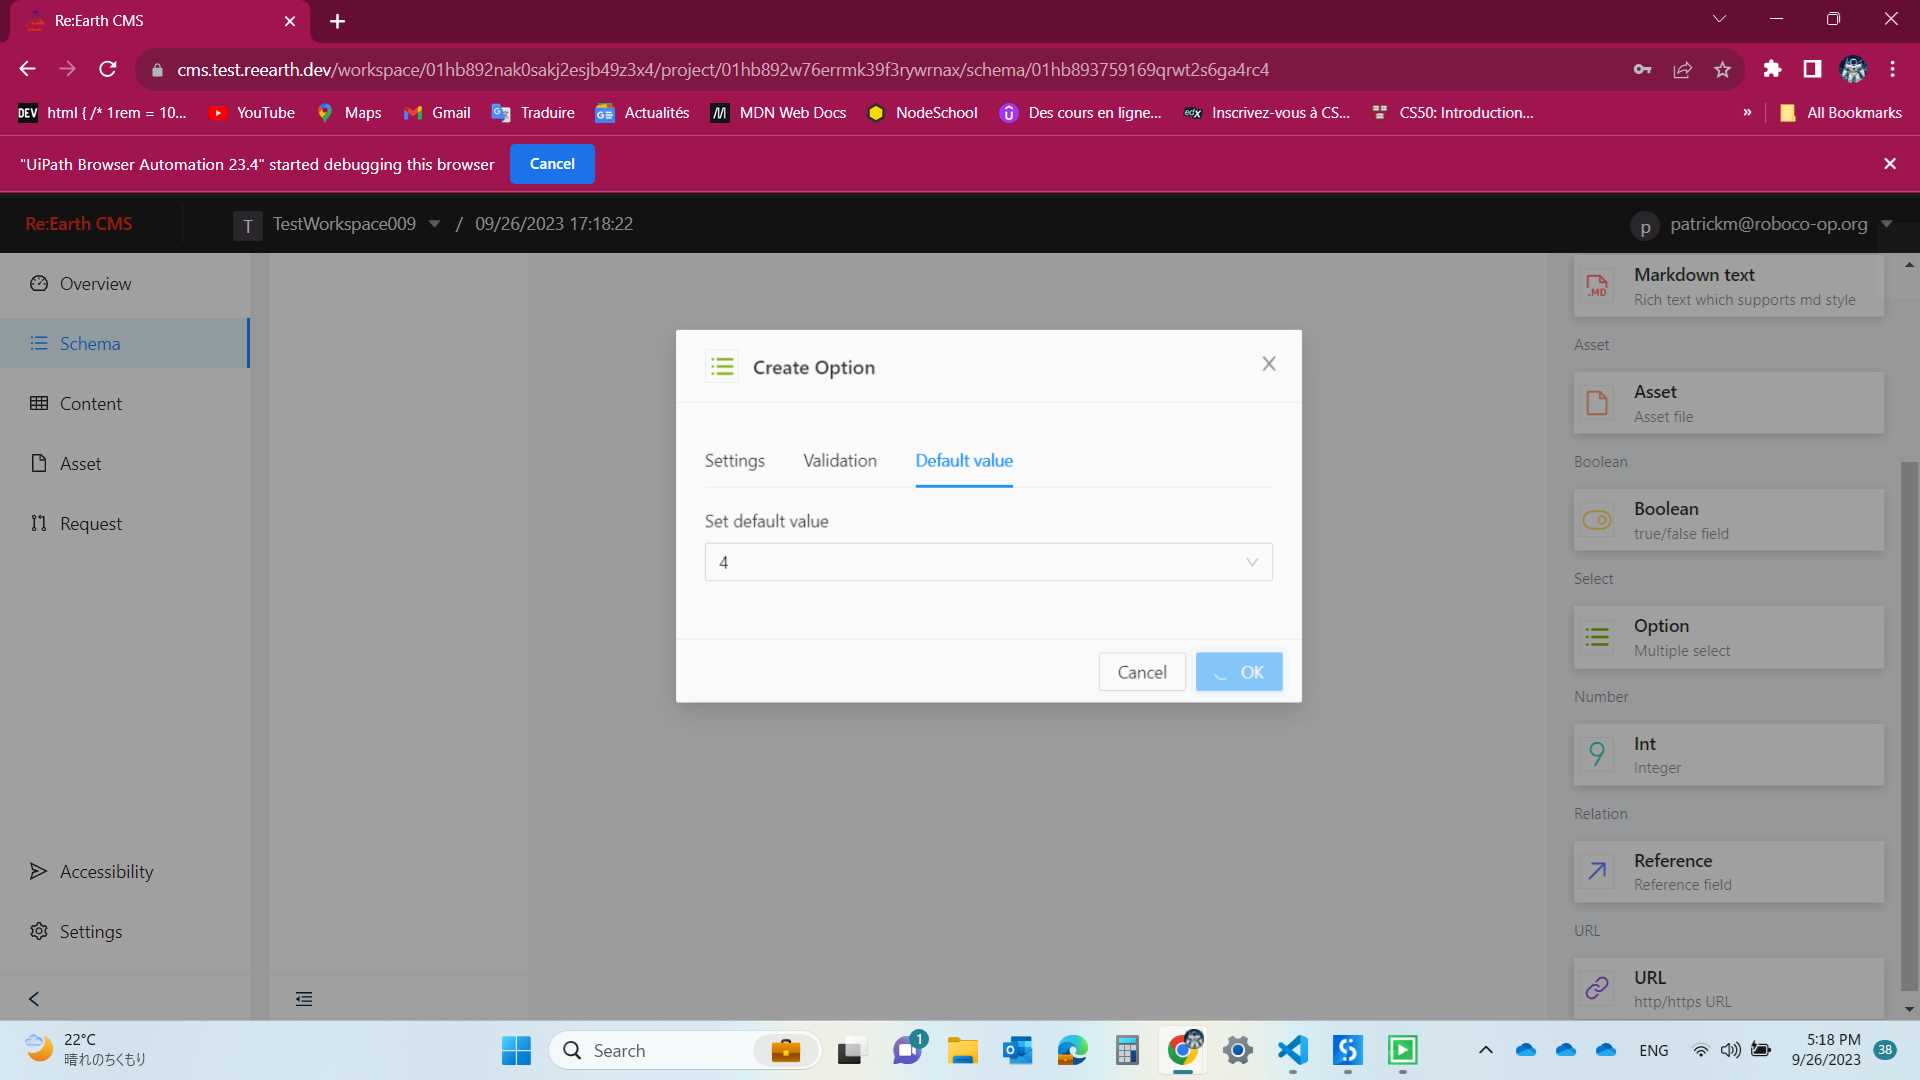 Re:Earth CMS
cms.test.reearth.dev/workspace/01hb892nak0sakj2esjb49z3x4/project/01hb892w76errmk39f3rywrnax/schema/01hb893759169qrwt2s6ga4rc4
DEV html { /* 1rem = 10... YouTube Maps Gmail Traduire Actualités MDN Web Docs NodeSchool Des cours en ligne... edX Inscrivez-vous à CS... CS50: Introduction... » All Bookmarks
"UiPath Browser Automation 23.4" started debugging this browser Cancel
Re:Earth CMS T TestWorkspace009 / 09/26/2023 17:18:22 p patrickm@roboco-op.org
Overview
Schema
Content
Asset
Request
Accessibility
Settings
Create Option
Settings Validation Default value
Set default value
4
Cancel OK
.MD
Markdown text
Rich text which supports md style
Asset
Asset
Asset file
Boolean
Boolean
true/false field
Select
Option
Multiple select
Number
Int
Integer
Relation
Reference
Reference field
URL
URL
http/https URL
22°C
晴れのちくもり
Search
1
ENG
5:18 PM
9/26/2023
38